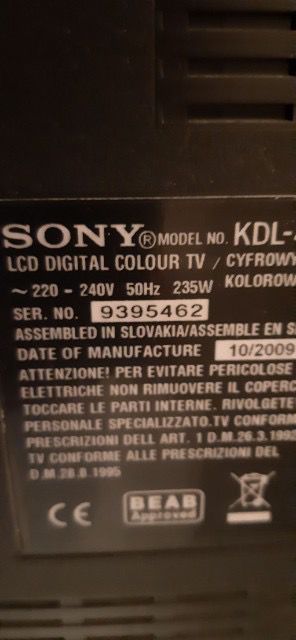 SONY® MODEL NO. KDL-
LCD DIGITAL COLOUR TV / CYFROWY
~ 220 - 240V 50Hz 235W KOLOROW
SER. NO. 9395462
ASSEMBLED IN SLOVAKIA/ASSEMBLE EN S
DATE OF MANUFACTURE 10/2009
ATTENZIONE! PER EVITARE PERICOLOSE
ELETTRICHE NON RIMUOVERE IL COPERC
TOCCARE LE PARTI INTERNE. RIVOLGETE
PERSONALE SPECIALIZZATO.TV CONFORM
PRESCRIZIONI DELL ART. 1 D.M.26.3.1992
TV CONFORME ALLE PRESCRIZIONI DEL
D.M.28.8.1995
CE BEAB
Approved